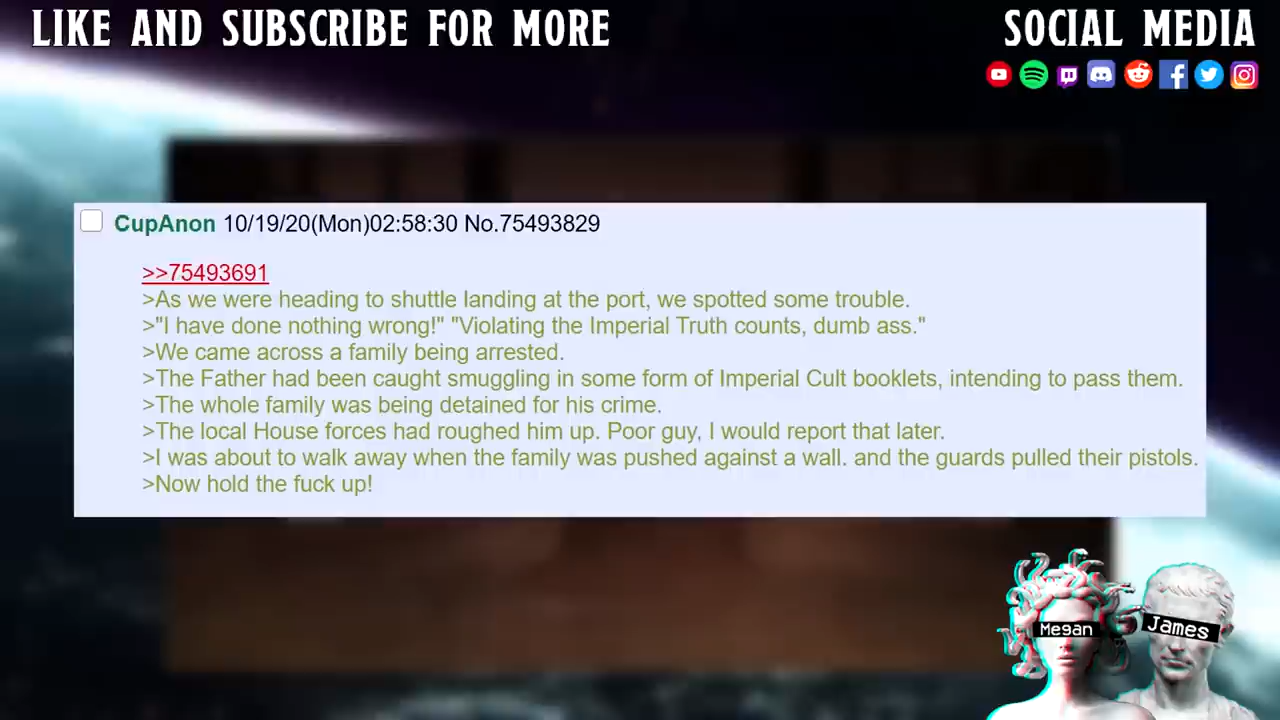 LIKE AND SUBSCRIBE FOR MORE
SOCIAL MEDIA
CupAnon 10/19/20(Mon)02:58:30 No.75493829
>>75493691
>As we were heading to shuttle landing at the port, we spotted some trouble.
>"I have done nothing wrong!" "Violating the Imperial Truth counts, dumb ass."
>We came across a family being arrested.
>The Father had been caught smuggling in some form of Imperial Cult booklets, intending to pass them.
>The whole family was being detained for his crime.
>The local House forces had roughed him up. Poor guy, I would report that later.
>I was about to walk away when the family was pushed against a wall. and the guards pulled their pistols.
>Now hold the fuck up!
Megan
James